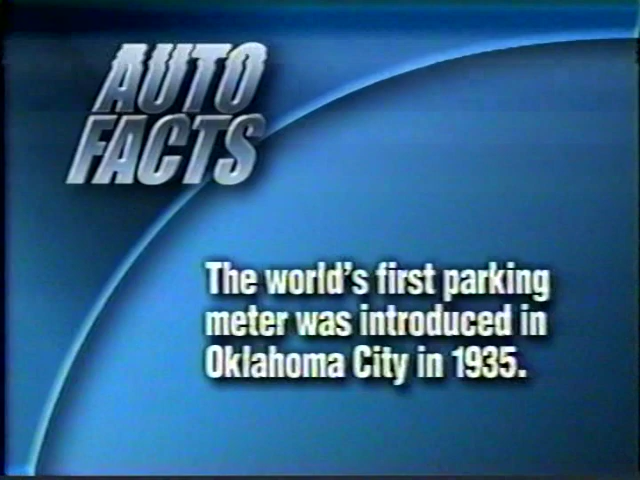 AUTO
FACTS
The world's first parking
meter was introduced in
Oklahoma City in 1935.